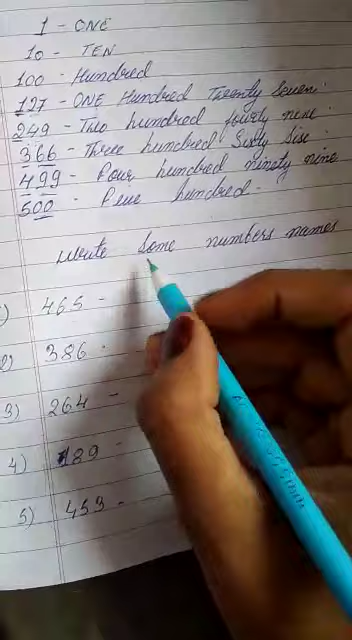 1 - ONE
10 - TEN
100 - Hundred
127 - ONE Hundred Twenty Seven.
249 - Two hundred fourty nine.
366 - Three hundred Sixty Six.
499 - Four hundred ninety nine
500 - Five hundred.
Write Some numbers names
1) 465 -
2) 386 -
3) 264 -
4) 189 -
5) 453 -